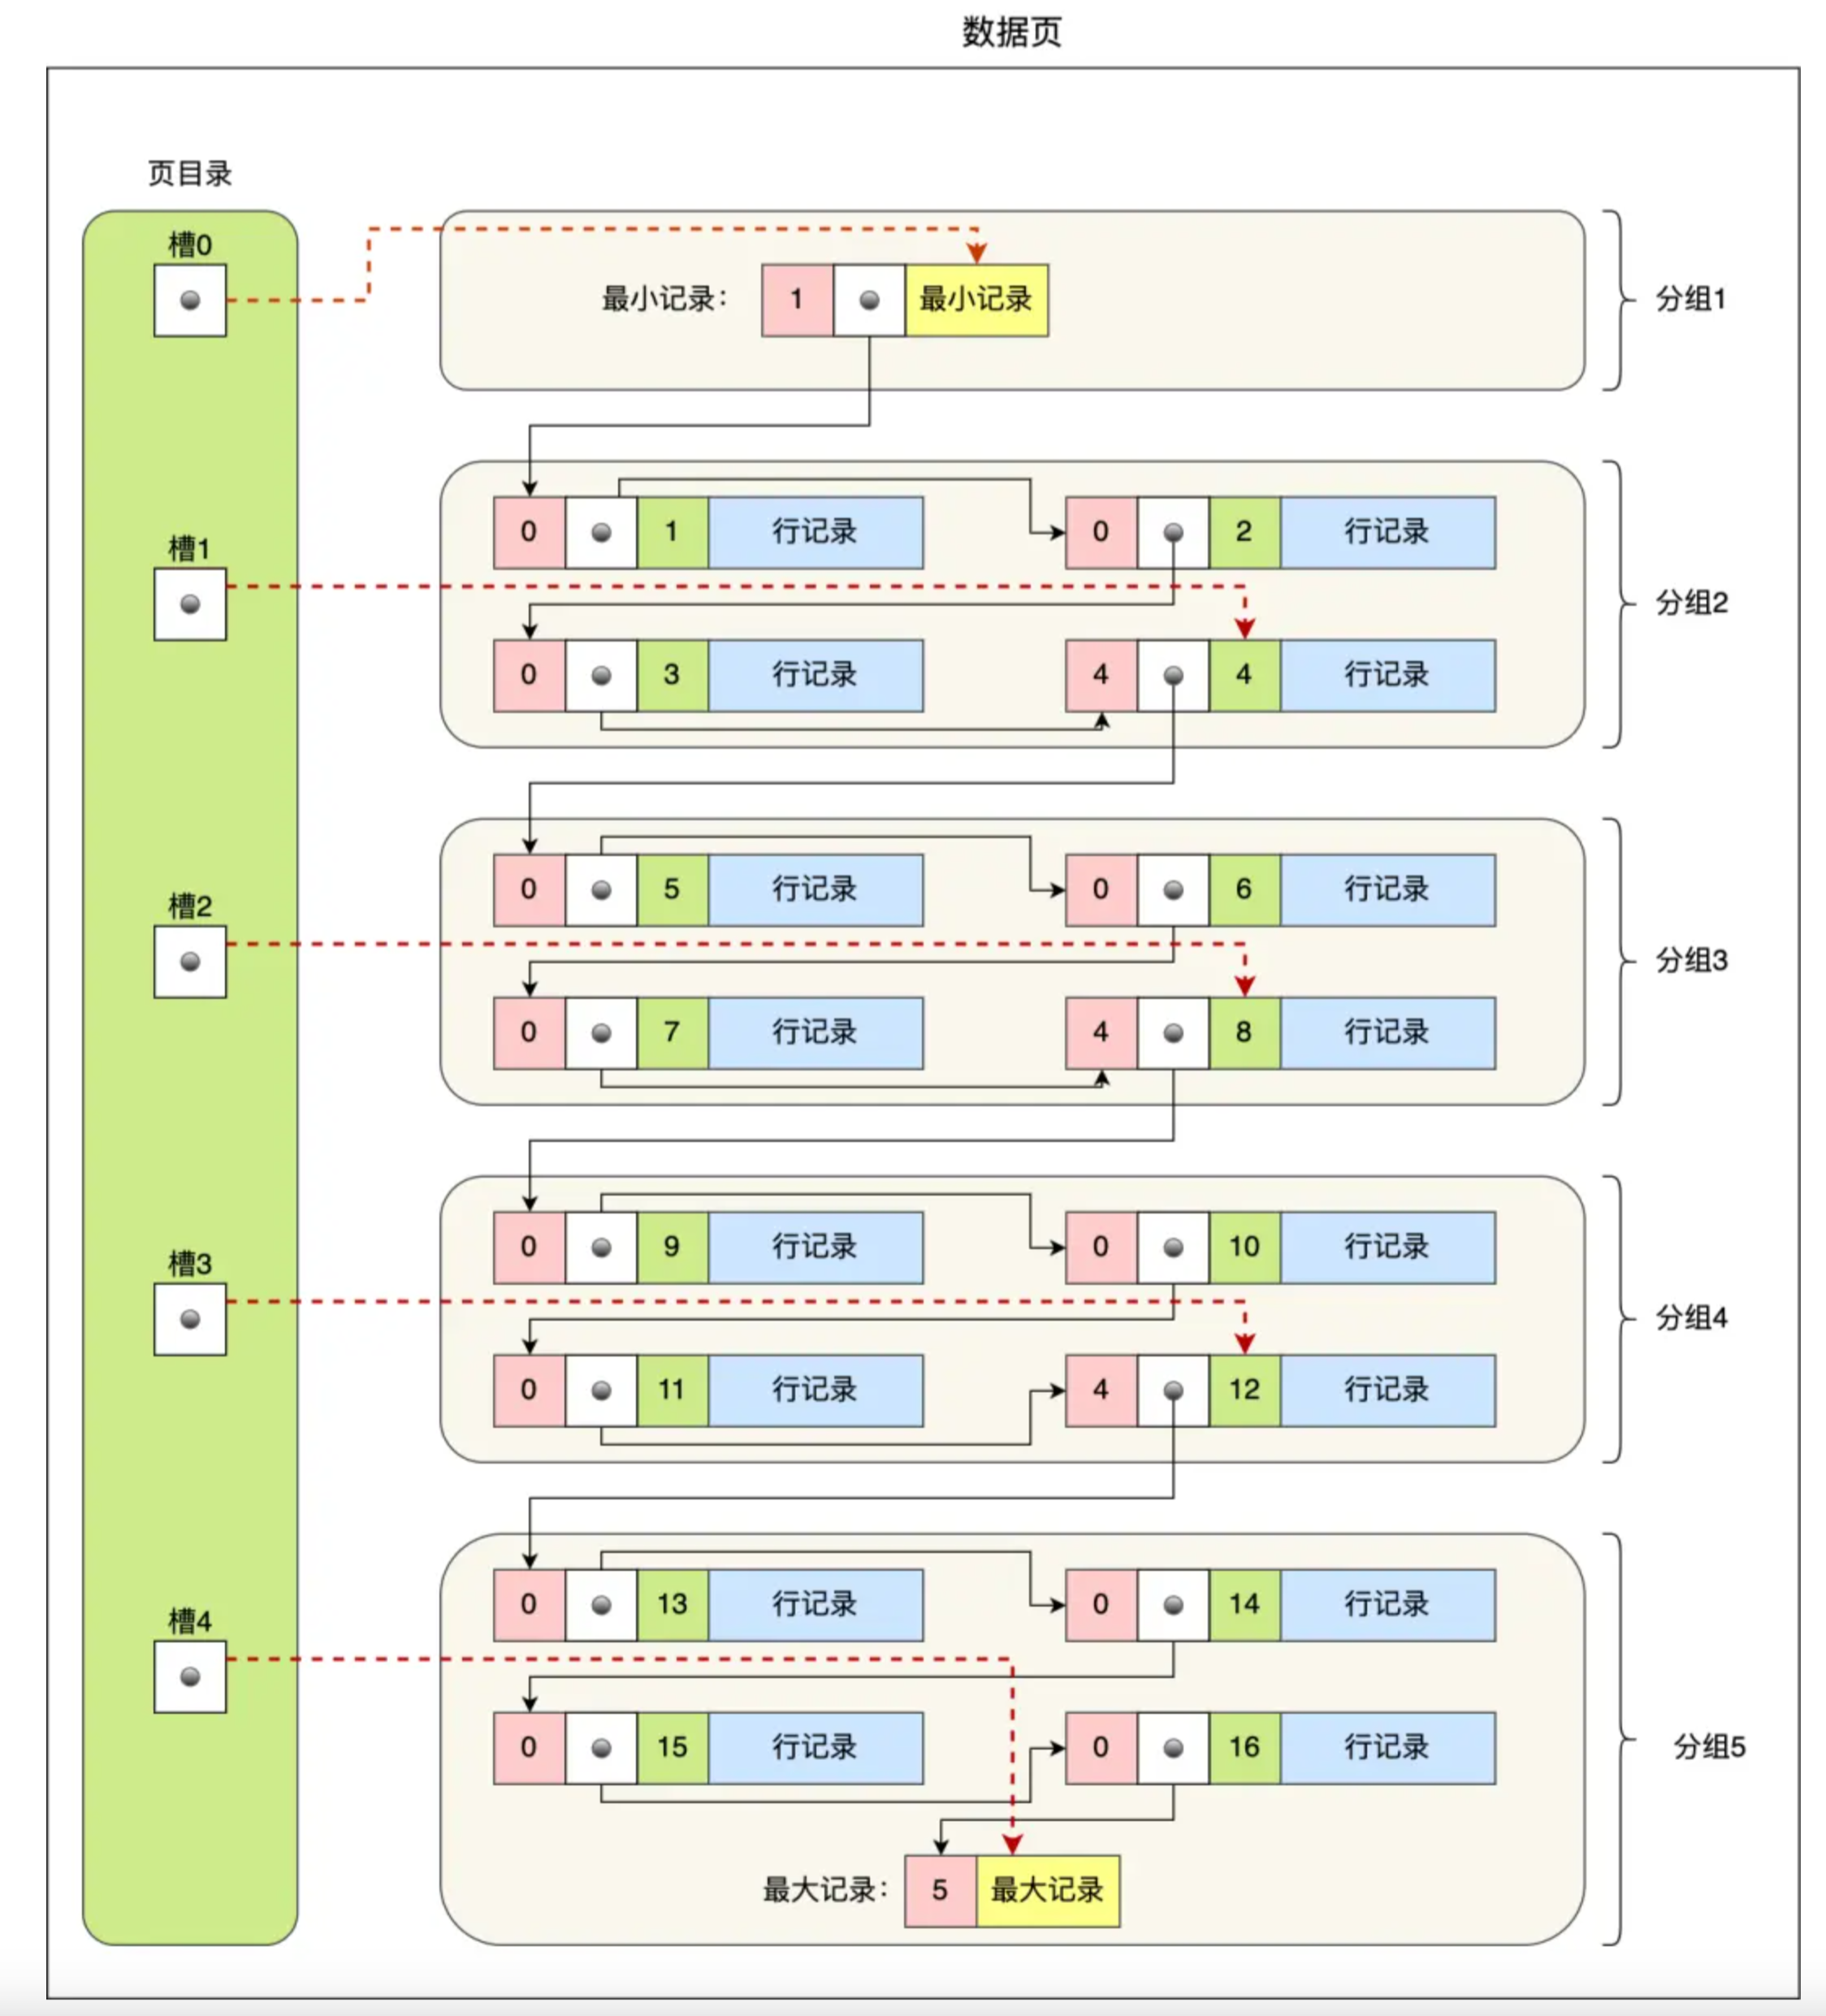 数据页
页目录
槽0
最小记录： 1 最小记录
分组1
0 1 行记录 0 2 行记录
槽1
分组2
0 3 行记录 4 4 行记录
0 5 行记录 0 6 行记录
槽2
分组3
0 7 行记录 4 8 行记录
0 9 行记录 0 10 行记录
槽3
分组4
0 11 行记录 4 12 行记录
0 13 行记录 0 14 行记录
槽4
0 15 行记录 0 16 行记录
分组5
最大记录： 5 最大记录